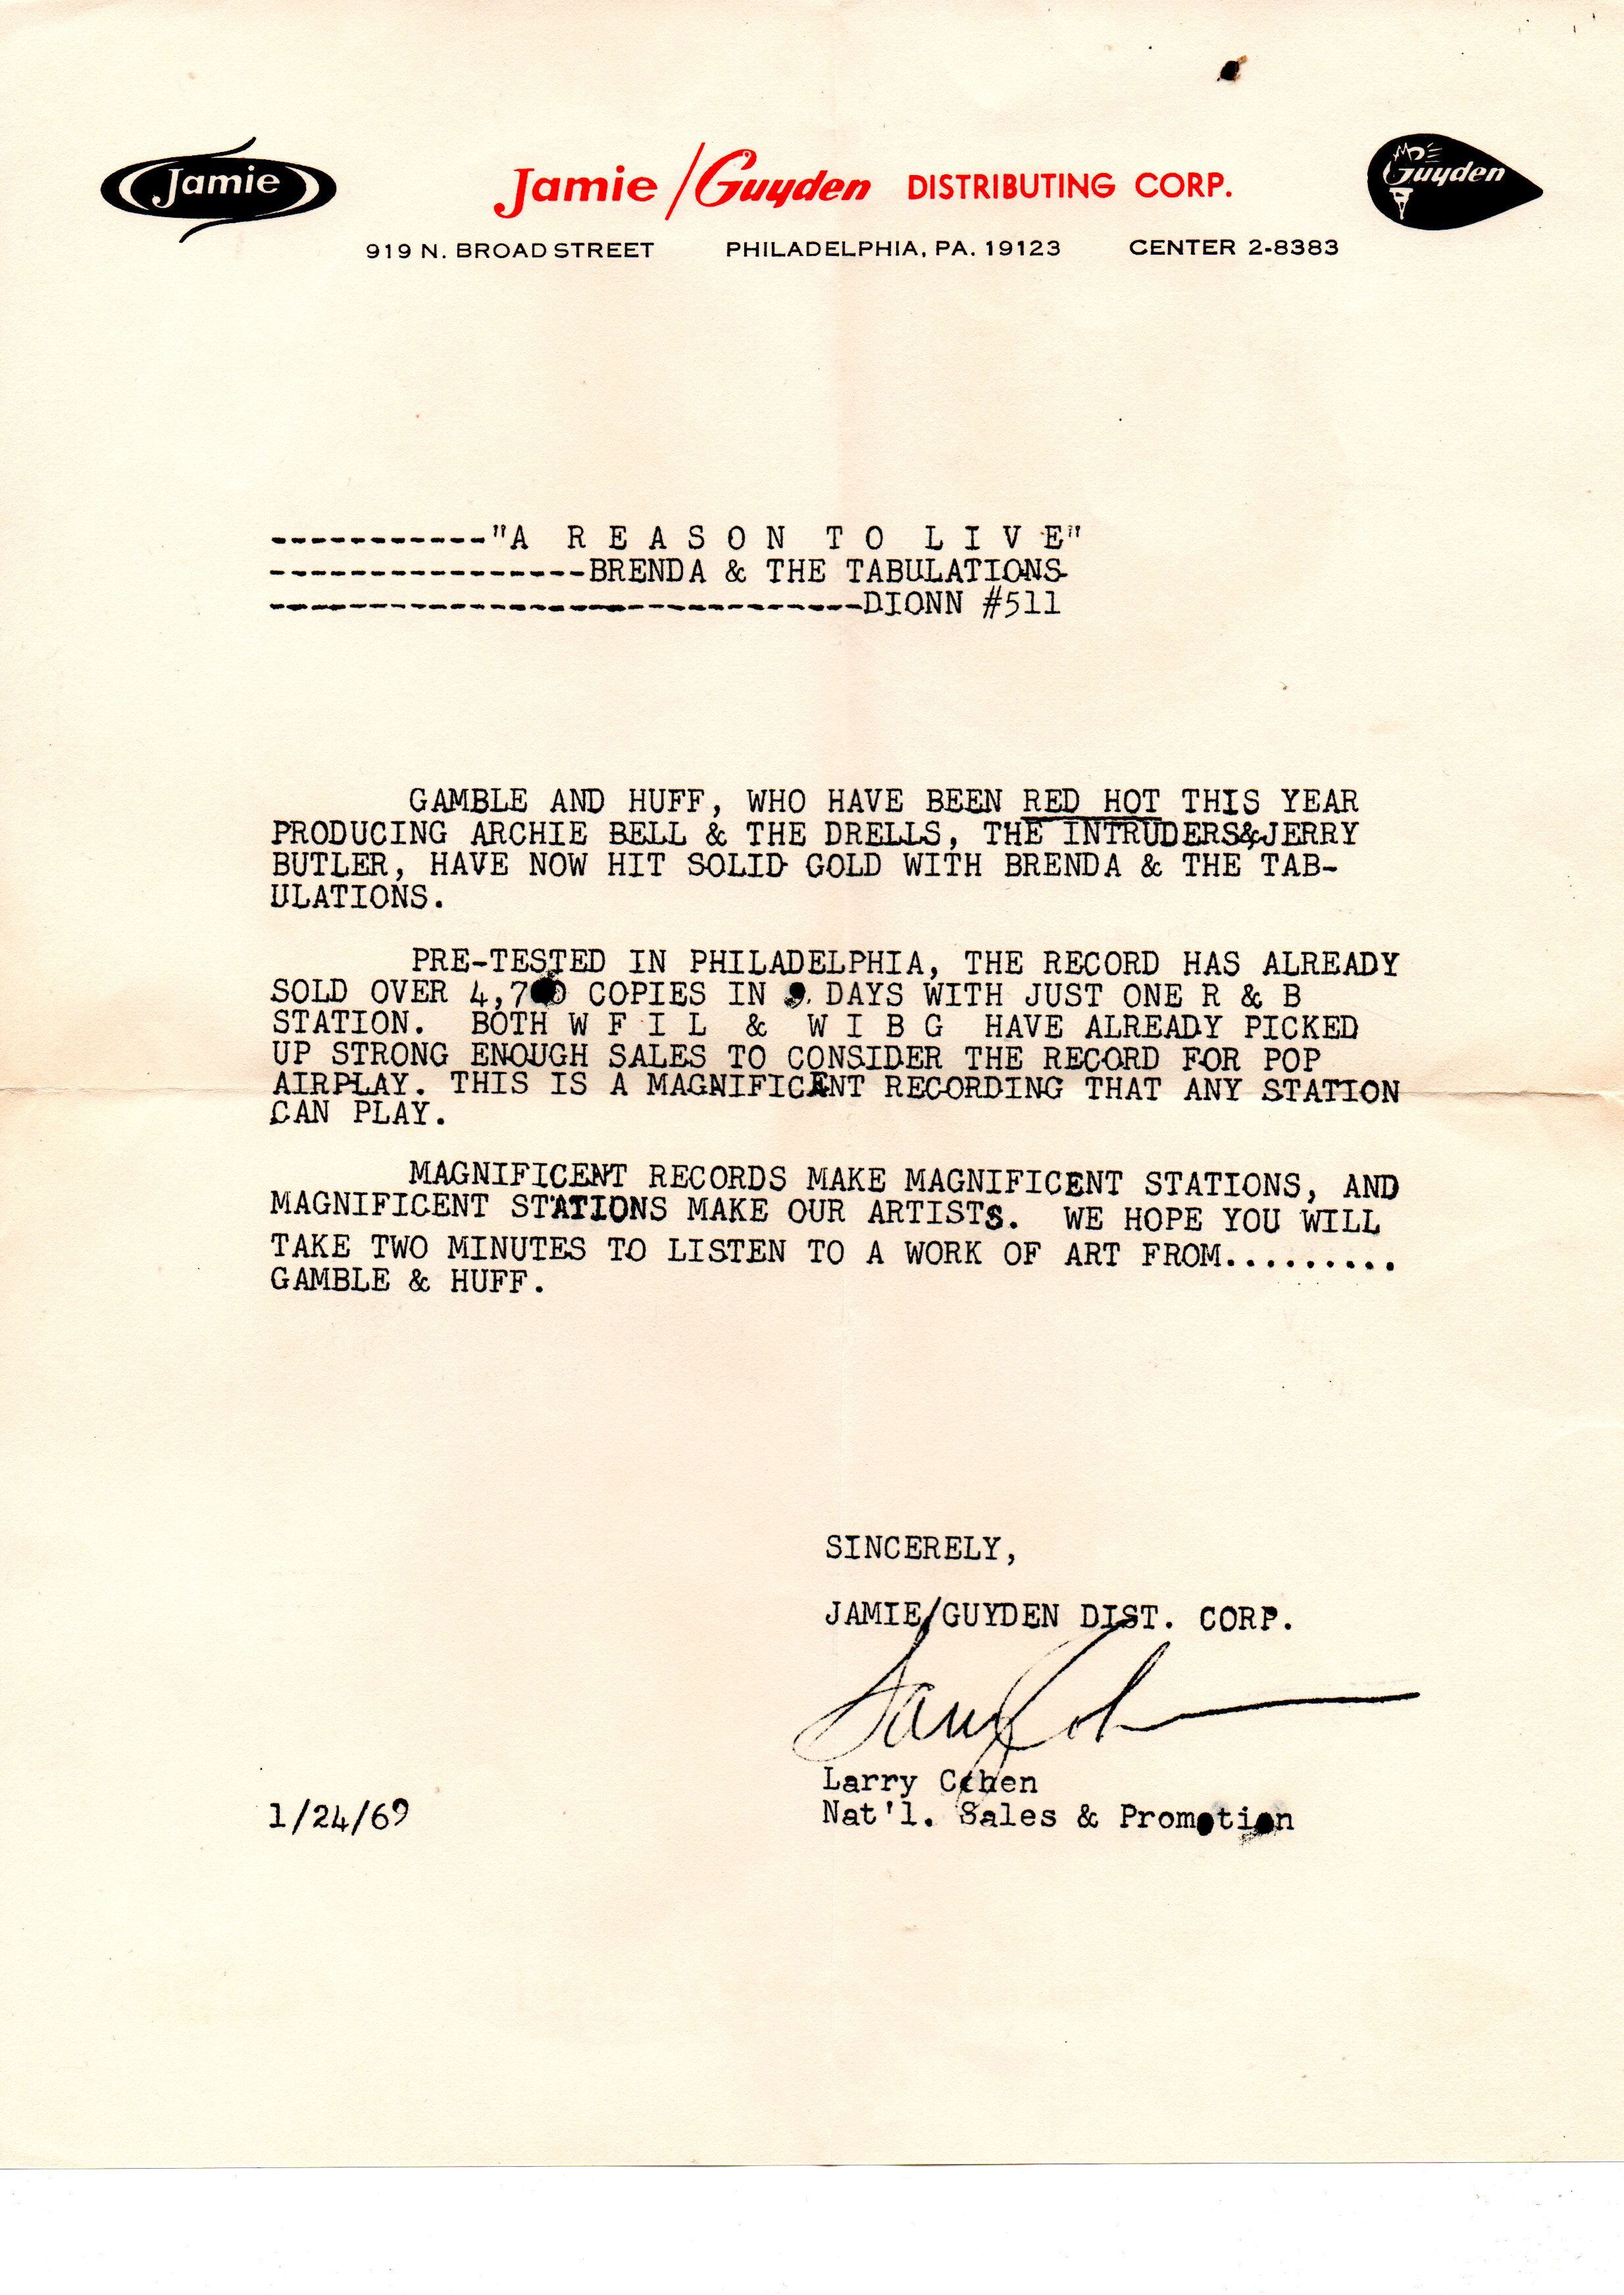 Jamie
Jamie/Guyden DISTRIBUTING CORP.
Guyden
919 N. BROAD STREET PHILADELPHIA, PA. 19123 CENTER 2-8383
-----------"A R E A S O N T O L I V E"
----------------BRENDA & THE TABULATIONS
------------------------------DIONN #511
GAMBLE AND HUFF, WHO HAVE BEEN RED HOT THIS YEAR
PRODUCING ARCHIE BELL & THE DRELLS, THE INTRUDERS&JERRY
BUTLER, HAVE NOW HIT SOLID GOLD WITH BRENDA & THE TAB-
ULATIONS.
PRE-TESTED IN PHILADELPHIA, THE RECORD HAS ALREADY
SOLD OVER 4,700 COPIES IN 9 DAYS WITH JUST ONE R & B
STATION. BOTH W F I L & W I B G HAVE ALREADY PICKED
UP STRONG ENOUGH SALES TO CONSIDER THE RECORD FOR POP
AIRPLAY. THIS IS A MAGNIFICENT RECORDING THAT ANY STATION
CAN PLAY.
MAGNIFICENT RECORDS MAKE MAGNIFICENT STATIONS, AND
MAGNIFICENT STATIONS MAKE OUR ARTISTS. WE HOPE YOU WILL
TAKE TWO MINUTES TO LISTEN TO A WORK OF ART FROM.........
GAMBLE & HUFF.
SINCERELY,
JAMIE/GUYDEN DIST. CORP.
Larry Cohen
Larry Cohen
1/24/69 Nat'l. Sales & Promotion